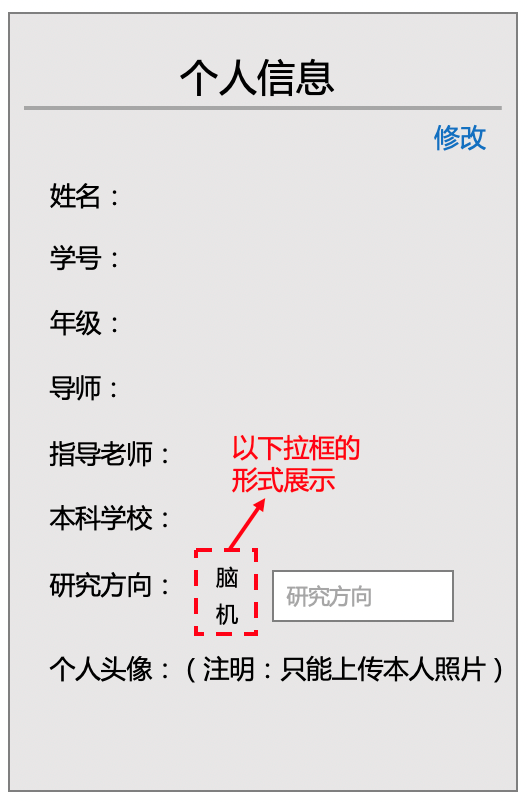 个人信息
修改
姓名：
学号：
年级：
导师：
指导老师：
以下拉框的
形式展示
本科学校：
研究方向：
脑
机
研究方向
个人头像：（注明：只能上传本人照片）